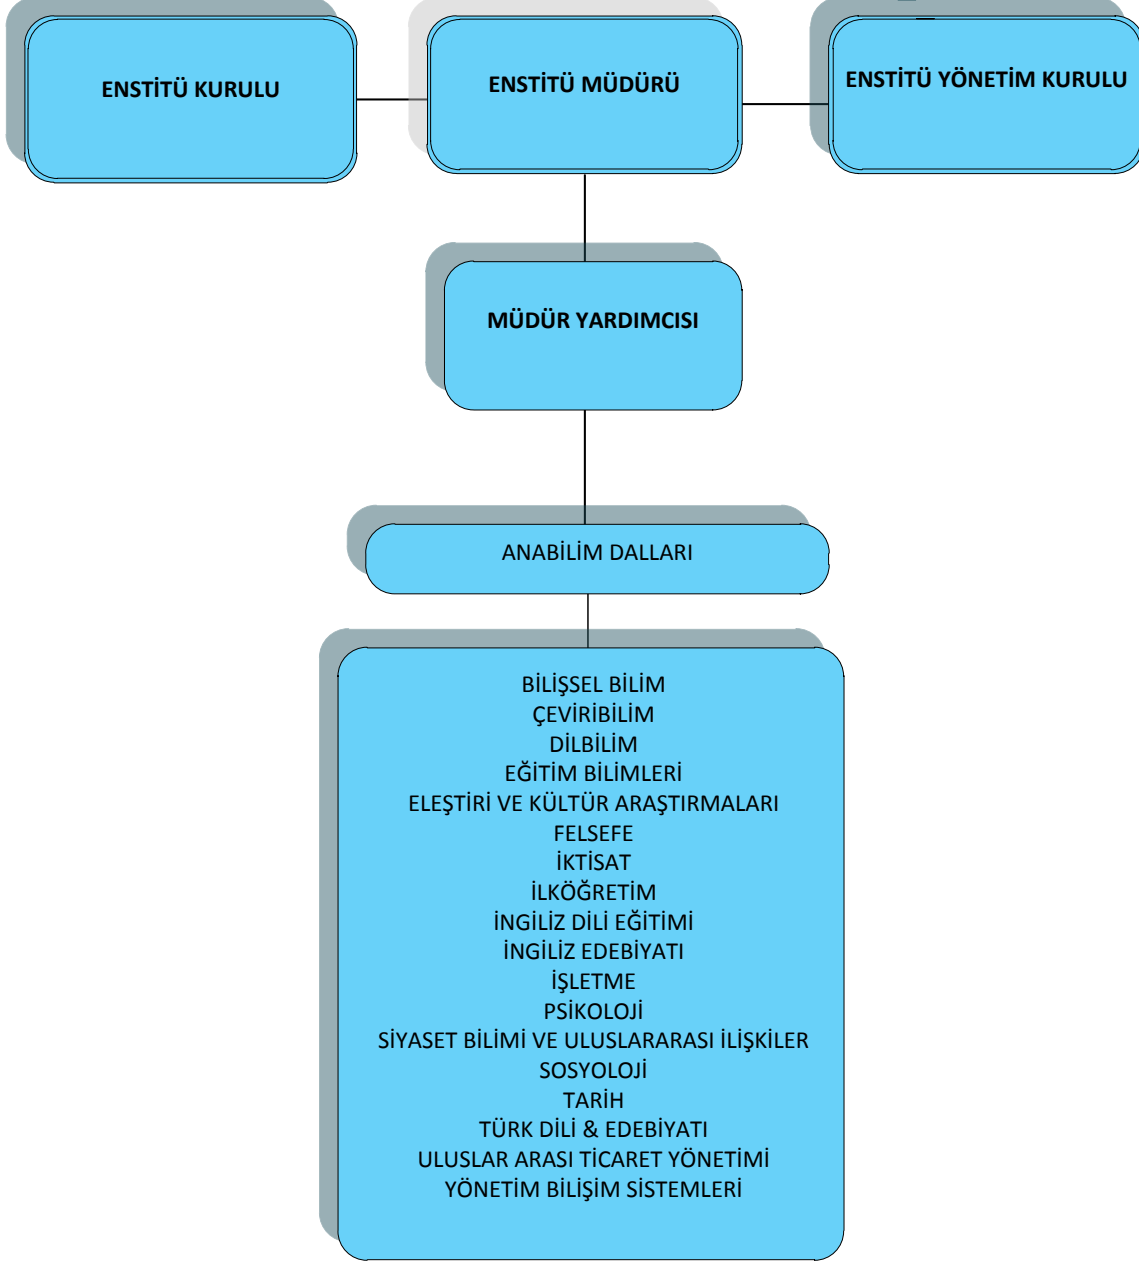 ENSTİTÜ KURULU
ENSTİTÜ MÜDÜRÜ
ENSTİTÜ YÖNETİM KURULU
MÜDÜR YARDIMCISI
ANABİLİM DALLARI
BİLİŞSEL BİLİM
ÇEVİRİBİLİM
DİLBİLİM
EĞİTİM BİLİMLERİ
ELEŞTİRİ VE KÜLTÜR ARAŞTIRMALARI
FELSEFE
İKTİSAT
İLKÖĞRETİM
İNGİLİZ DİLİ EĞİTİMİ
İNGİLİZ EDEBİYATI
İŞLETME
PSİKOLOJİ
SİYASET BİLİMİ VE ULUSLARARASI İLİŞKİLER
SOSYOLOJİ
TARİH
TÜRK DİLİ & EDEBİYATI
ULUSLAR ARASI TİCARET YÖNETİMİ
YÖNETİM BİLİŞİM SİSTEMLERİ